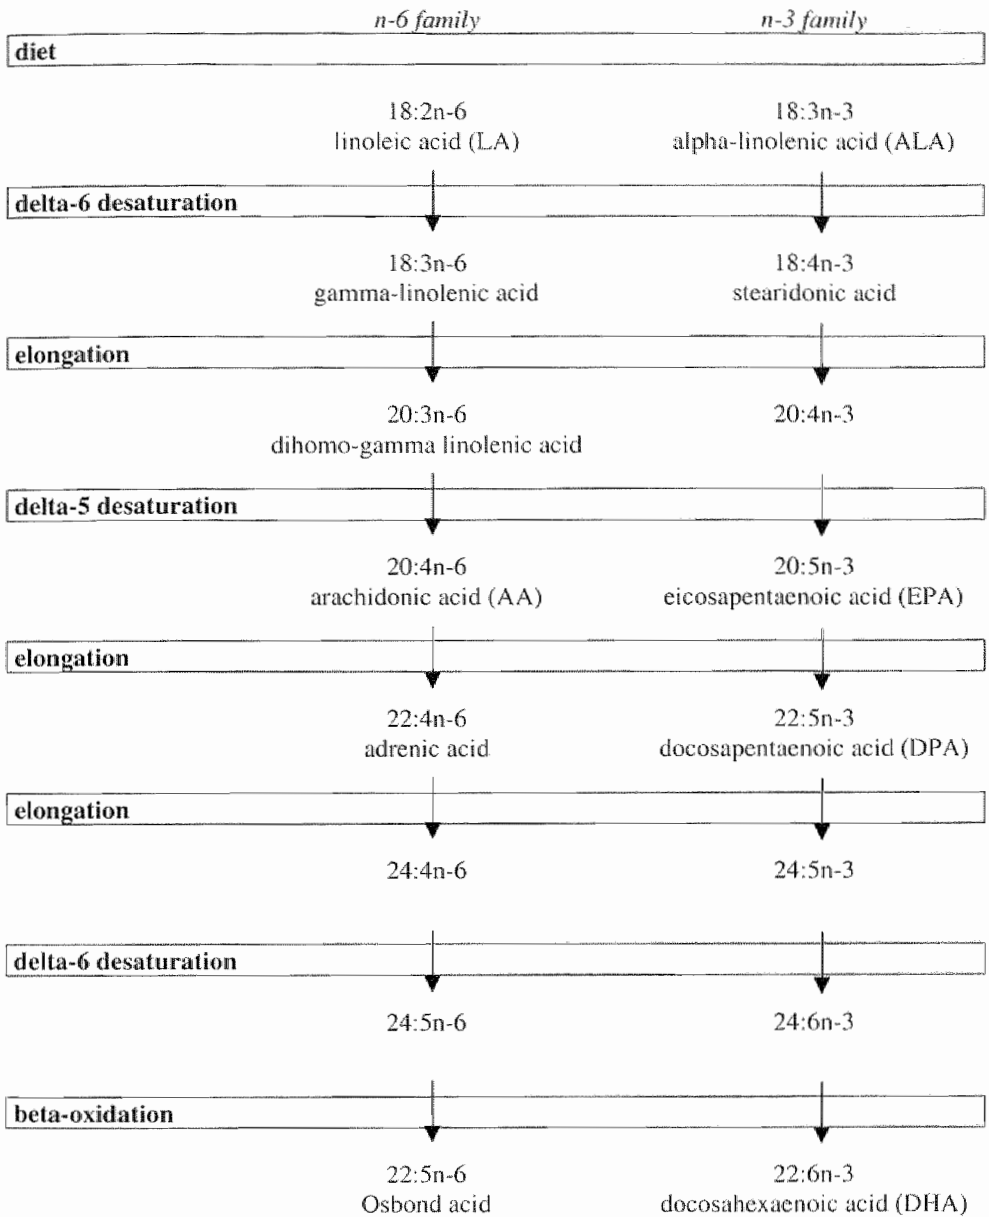 n-6 family n-3 family
diet
18:2n-6 18:3n-3
linoleic acid (LA) alpha-linolenic acid (ALA)
delta-6 desaturation
18:3n-6 18:4n-3
gamma-linolenic acid stearidonic acid
elongation
20:3n-6 20:4n-3
dihomo-gamma linolenic acid
delta-5 desaturation
20:4n-6 20:5n-3
arachidonic acid (AA) eicosapentaenoic acid (EPA)
elongation
22:4n-6 22:5n-3
adrenic acid docosapentaenoic acid (DPA)
elongation
24:4n-6 24:5n-3
delta-6 desaturation
24:5n-6 24:6n-3
beta-oxidation
22:5n-6 22:6n-3
Osbond acid docosahexaenoic acid (DHA)